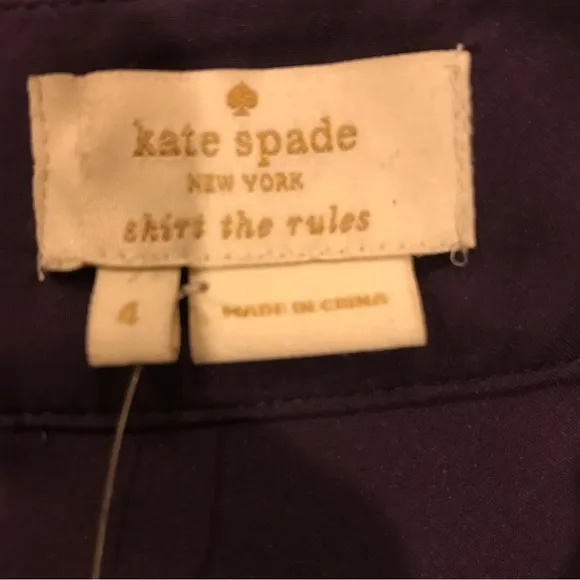 kate spade
NEW YORK
skirt the rules
4
MADE IN CHINA